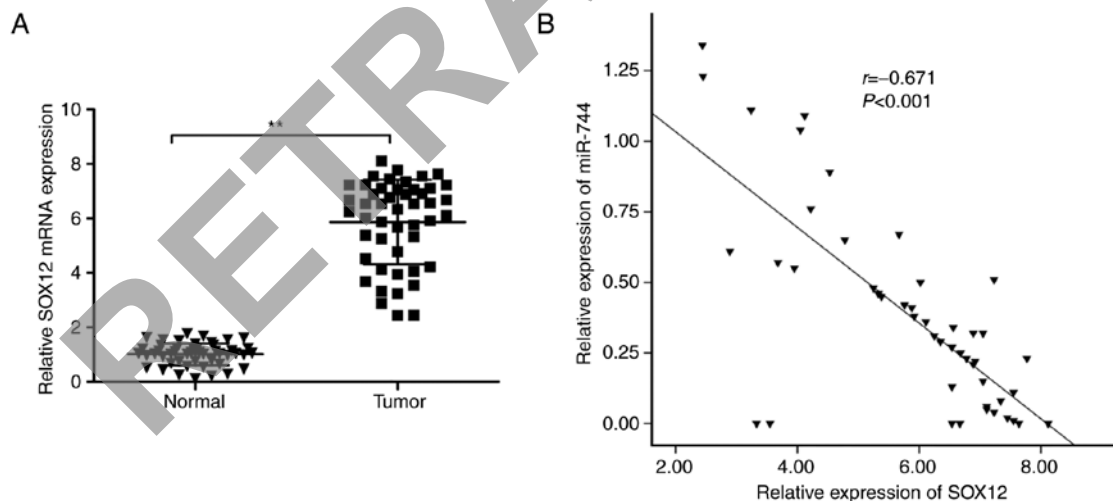 A
Relative SOX12 mRNA expression
10
8
6
4
2
0
**
Normal
Tumor
RETRA
B
Relative expression of miR-744
1.25
1.00
0.75
0.50
0.25
0.00
r=−0.671
P<0.001
2.00
4.00
6.00
8.00
Relative expression of SOX12